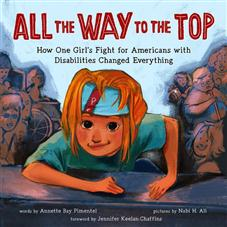 ALL THE WAY TO THE TOP
How One Girl's Fight for Americans with
Disabilities Changed Everything
words by Annette Bay Pimentel pictures by Nabi H. Ali
foreword by Jennifer Keelan-Chaffins